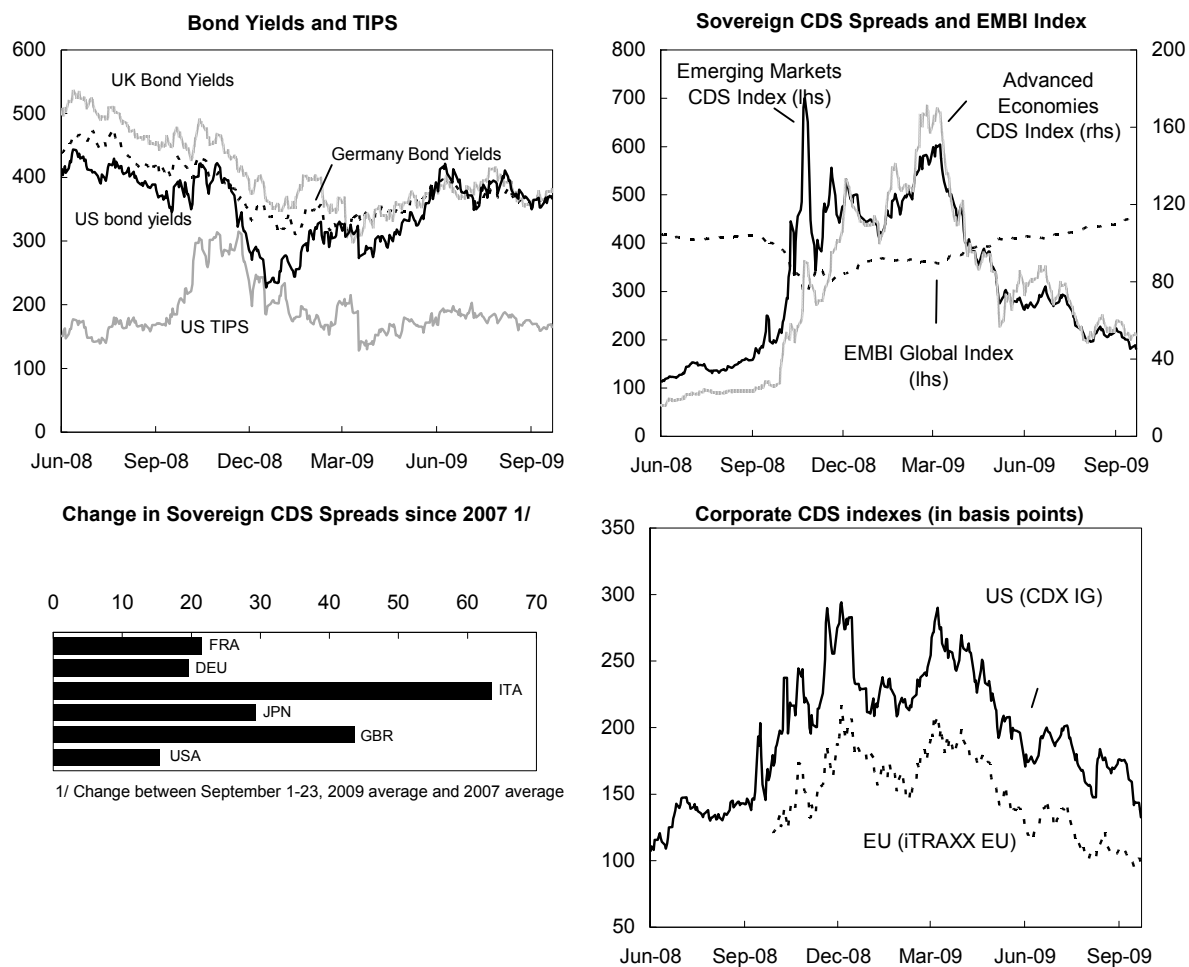 Bond Yields and TIPS
600
500
400
300
200
100
0
UK Bond Yields
Germany Bond Yields
US bond yields
US TIPS
Jun-08 Sep-08 Dec-08 Mar-09 Jun-09 Sep-09
Sovereign CDS Spreads and EMBI Index
800
700
600
500
400
300
200
100
0
200
160
120
80
40
0
Emerging Markets
CDS Index (lhs)
Advanced
Economies
CDS Index (rhs)
EMBI Global Index
(lhs)
Jun-08 Sep-08 Dec-08 Mar-09 Jun-09 Sep-09
Change in Sovereign CDS Spreads since 2007 1/
0 10 20 30 40 50 60 70
FRA
DEU
ITA
JPN
GBR
USA
1/ Change between September 1-23, 2009 average and 2007 average
Corporate CDS indexes (in basis points)
350
300
250
200
150
100
50
US (CDX IG)
EU (iTRAXX EU)
Jun-08 Sep-08 Dec-08 Mar-09 Jun-09 Sep-09